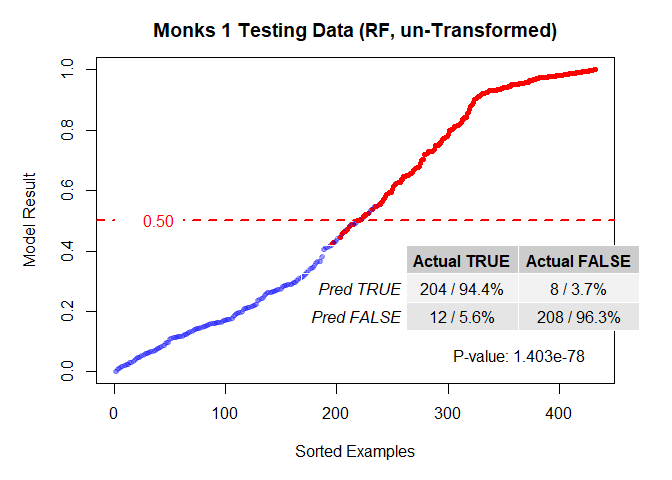 Monks 1 Testing Data (RF, un-Transformed)
Model Result
1.0
0.8
0.6
0.4
0.2
0.0
0.50
Actual TRUE Actual FALSE
Pred TRUE 204 / 94.4% 8 / 3.7%
Pred FALSE 12 / 5.6% 208 / 96.3%
P-value: 1.403e-78
0 100 200 300 400
Sorted Examples